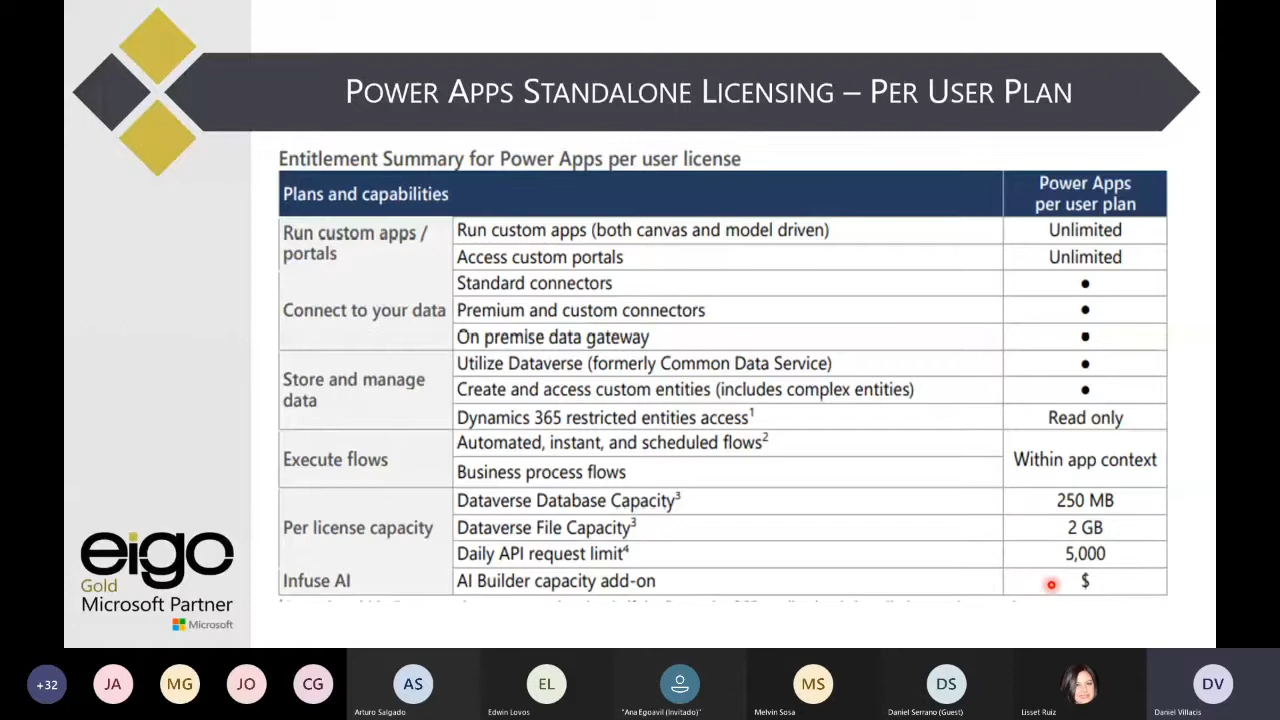 POWER APPS STANDALONE LICENSING – PER USER PLAN
Entitlement Summary for Power Apps per user license
Plans and capabilities
Power Apps
per user plan
Run custom apps /
portals
Run custom apps (both canvas and model driven)
Unlimited
Access custom portals
Unlimited
Connect to your data
Standard connectors
●
Premium and custom connectors
●
On premise data gateway
●
Store and manage
data
Utilize Dataverse (formerly Common Data Service)
●
Create and access custom entities (includes complex entities)
●
Dynamics 365 restricted entities access¹
Read only
Execute flows
Automated, instant, and scheduled flows²
Business process flows
Within app context
Per license capacity
Dataverse Database Capacity³
250 MB
Dataverse File Capacity³
2 GB
Daily API request limit⁴
5,000
Infuse AI
AI Builder capacity add-on
$
eigo
Gold
Microsoft Partner
Microsoft
+32
JA
MG
JO
CG
AS
Arturo Salgado
EL
Edwin Lovos
"Ana Egoavil (Invitado)"
MS
Melvin Sosa
DS
Daniel Serrano (Guest)
Lisset Ruiz
DV
Daniel Villacis